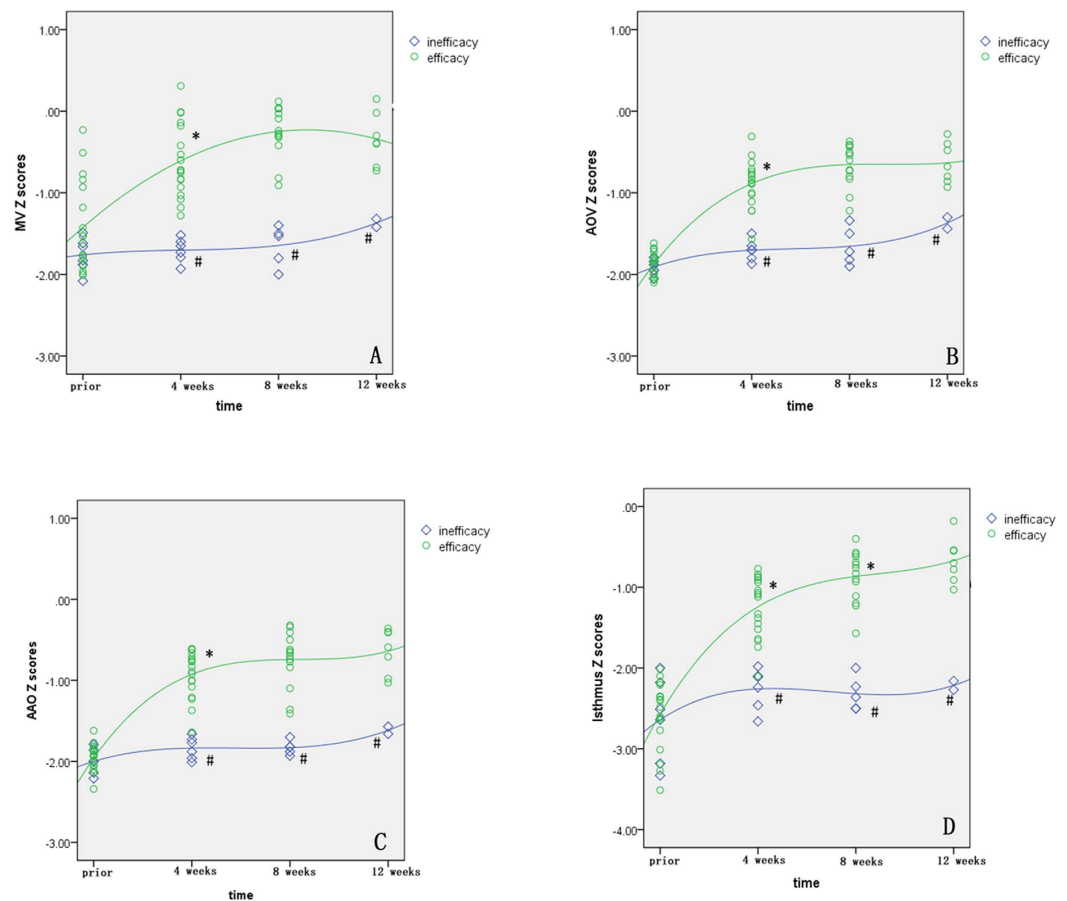 1.00
.00
-1.00
-2.00
-3.00
MV Z scores
*
#
#
#
A
prior
4 weeks
8 weeks
12 weeks
time
inefficacy
efficacy
1.00
.00
-1.00
-2.00
-3.00
AOV Z scores
*
#
#
#
B
prior
4 weeks
8 weeks
12 weeks
time
inefficacy
efficacy
1.00
.00
-1.00
-2.00
-3.00
AAO Z scores
*
#
#
#
C
prior
4 weeks
8 weeks
12 weeks
time
inefficacy
efficacy
.00
-1.00
-2.00
-3.00
-4.00
Isthmus Z scores
*
*
#
#
#
D
prior
4 weeks
8 weeks
12 weeks
time
inefficacy
efficacy